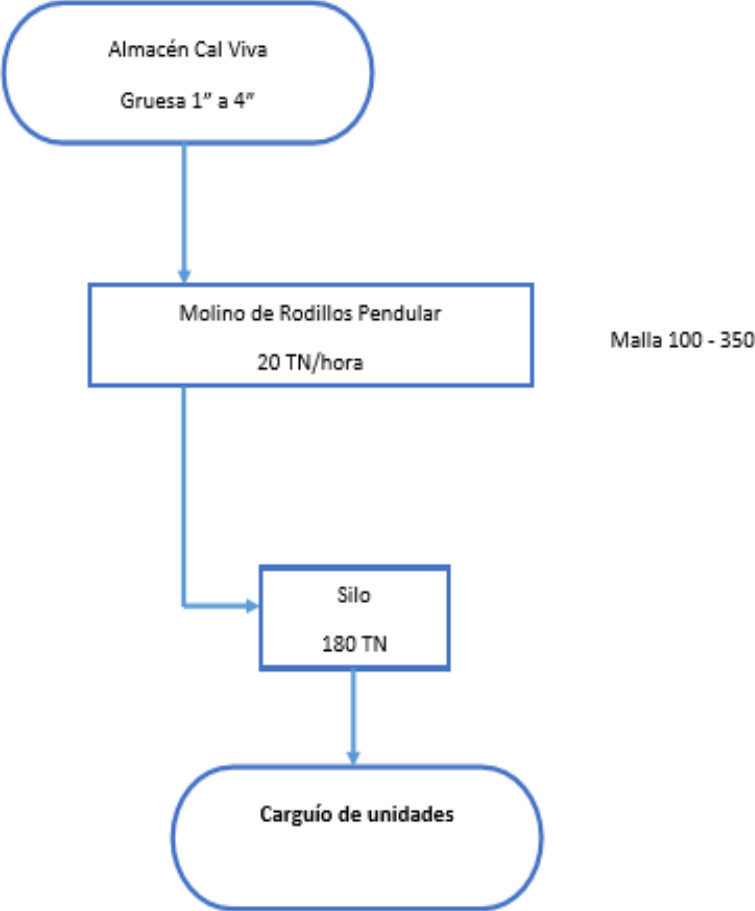 Almacén Cal Viva
Gruesa 1” a 4”
Molino de Rodillos Pendular
20 TN/hora
Malla 100 - 350
Silo
180 TN
Carguío de unidades